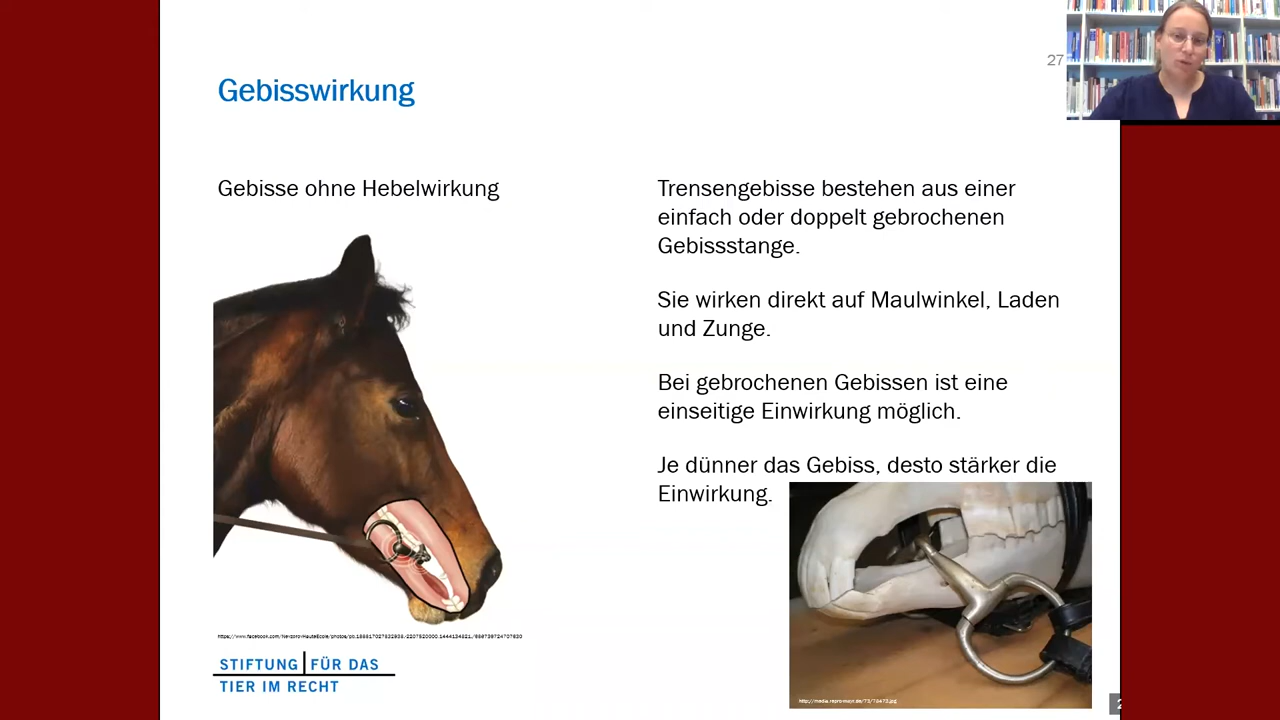 27
Gebisswirkung
Gebisse ohne Hebelwirkung
Trensengebisse bestehen aus einer
einfach oder doppelt gebrochenen
Gebissstange.
Sie wirken direkt auf Maulwinkel, Laden
und Zunge.
Bei gebrochenen Gebissen ist eine
einseitige Einwirkung möglich.
Je dünner das Gebiss, desto stärker die
Einwirkung.
STIFTUNG FÜR DAS
TIER IM RECHT